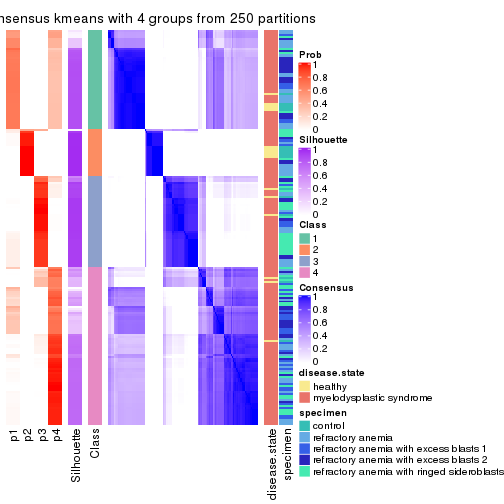 nsensus kmeans with 4 groups from 250 partitions
Prob
1
0.8
0.6
0.4
0.2
0
Silhouette
1
0.8
0.6
0.4
0.2
0
Class
1
2
3
4
Consensus
1
0.8
0.6
0.4
0.2
0
disease.state
healthy
myelodysplastic syndrome
specimen
control
refractory anemia
refractory anemia with excess blasts 1
refractory anemia with excess blasts 2
refractory anemia with ringed sideroblasts
p1
p2
p3
p4
Silhouette
Class
disease.state
specimen